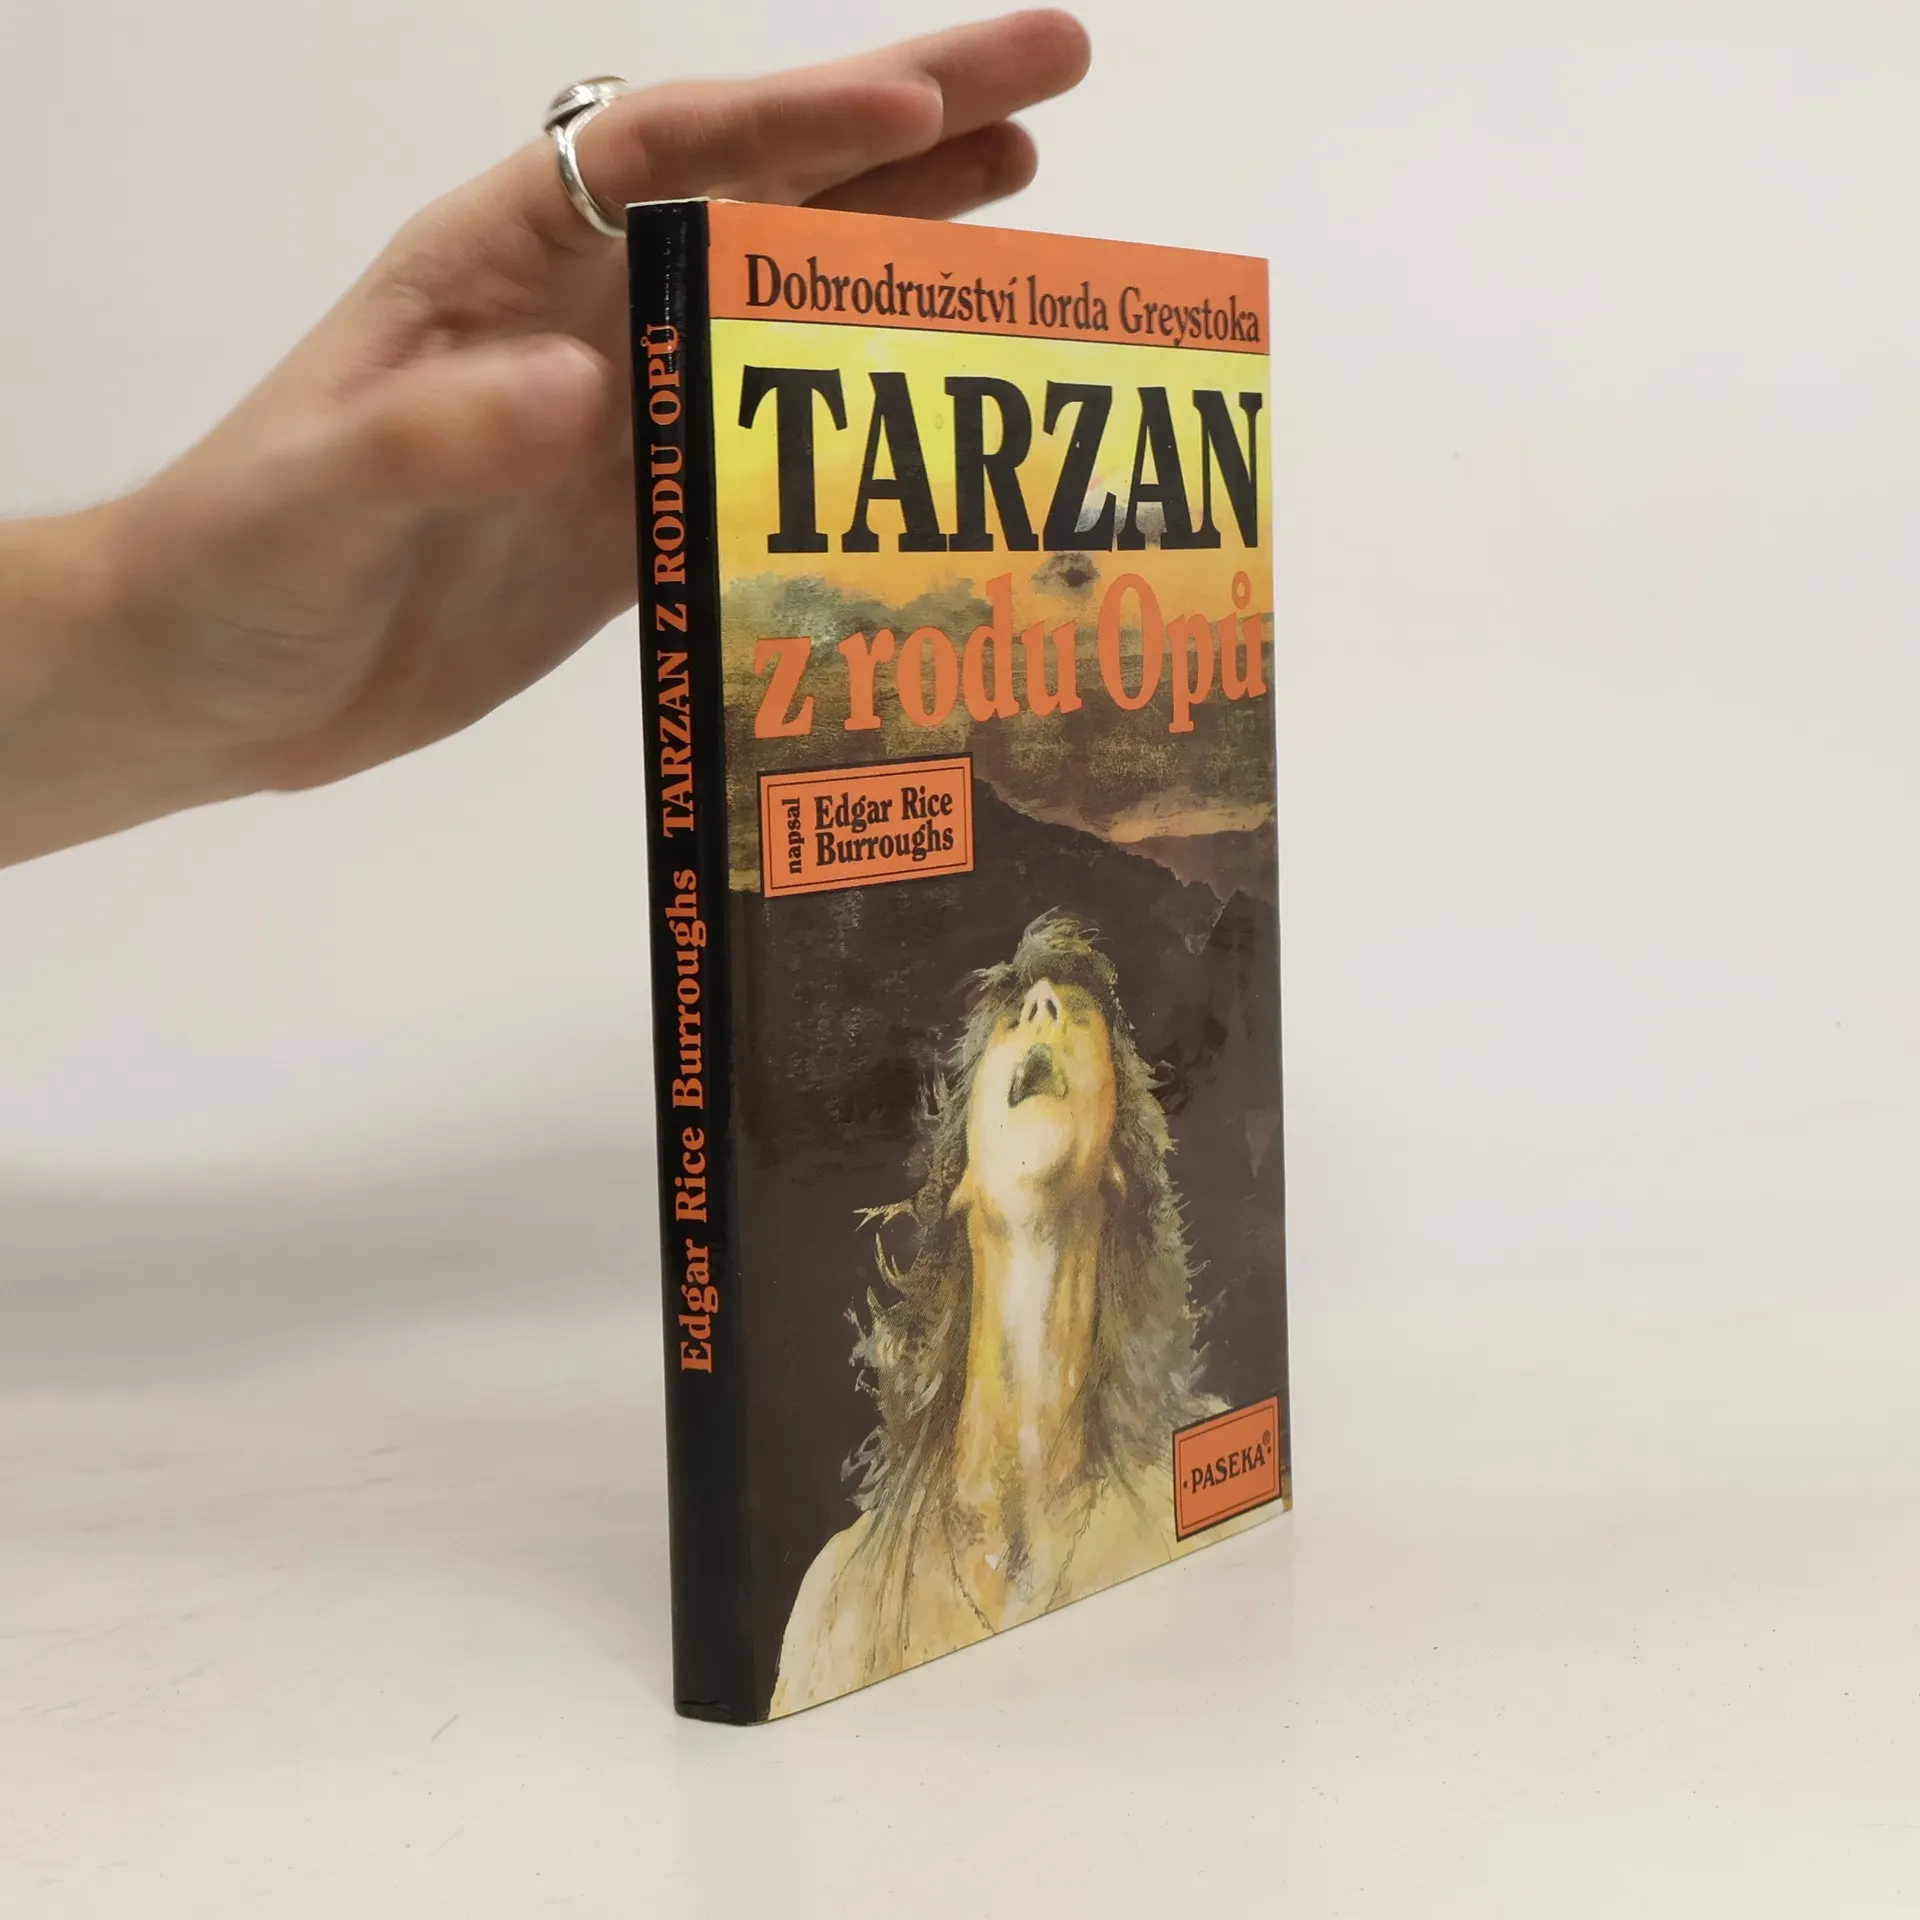 Dobrodružství lorda Greystoka
TARZAN
z rodu Opů
napsal
Edgar Rice
Burroughs
·PASEKA®·
Edgar Rice Burroughs TARZAN Z RODU OPŮ